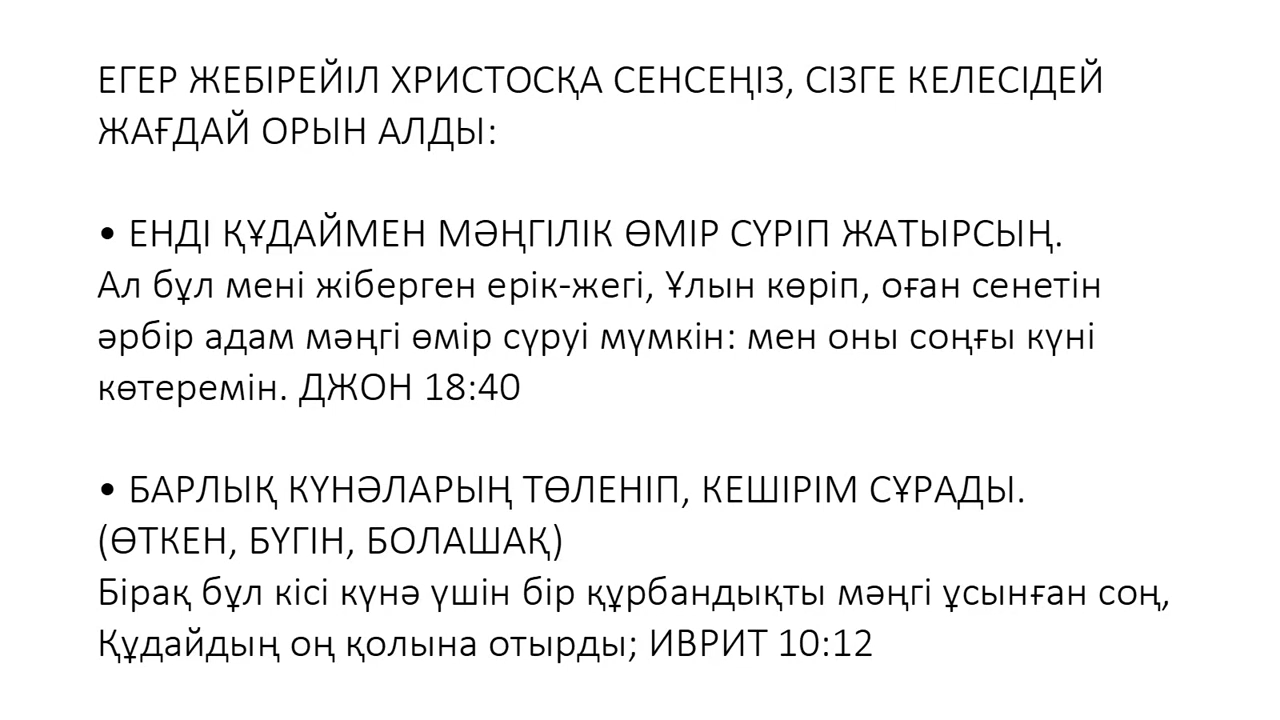 ЕГЕР ЖЕБІРЕЙІЛ ХРИСТОСҚА СЕНСЕҢІЗ, СІЗГЕ КЕЛЕСІДЕЙ
ЖАҒДАЙ ОРЫН АЛДЫ:
• ЕНДІ ҚҰДАЙМЕН МӘҢГІЛІК ӨМІР СҮРІП ЖАТЫРСЫҢ.
Ал бұл мені жіберген ерік-жегі, Ұлын көріп, оған сенетін
әрбір адам мәңгі өмір сүруі мүмкін: мен оны соңғы күні
көтеремін. ДЖОН 18:40
• БАРЛЫҚ КҮНӘЛАРЫҢ ТӨЛЕНІП, КЕШІРІМ СҰРАДЫ.
(ӨТКЕН, БҮГІН, БОЛАШАҚ)
Бірақ бұл кісі күнә үшін бір құрбандықты мәңгі ұсынған соң,
Құдайдың оң қолына отырды; ИВРИТ 10:12